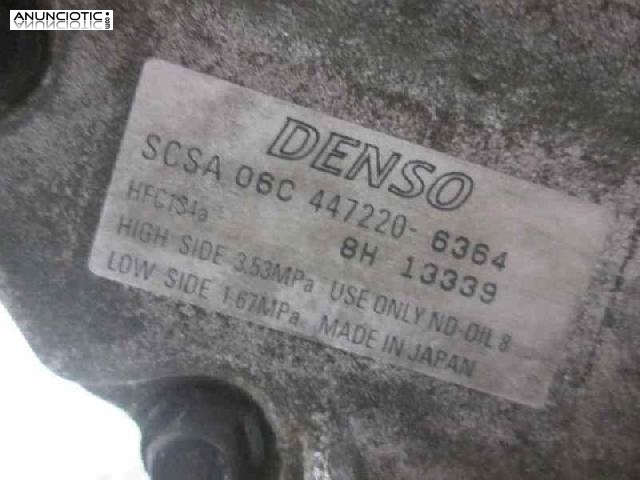 ANUNCIOTIC.com
DENSO
SCSA 06C 447220-6364
HFC134a 8H 13339
HIGH SIDE 3.53MPa USE ONLY ND-OIL 8
LOW SIDE 1.67MPa MADE IN JAPAN